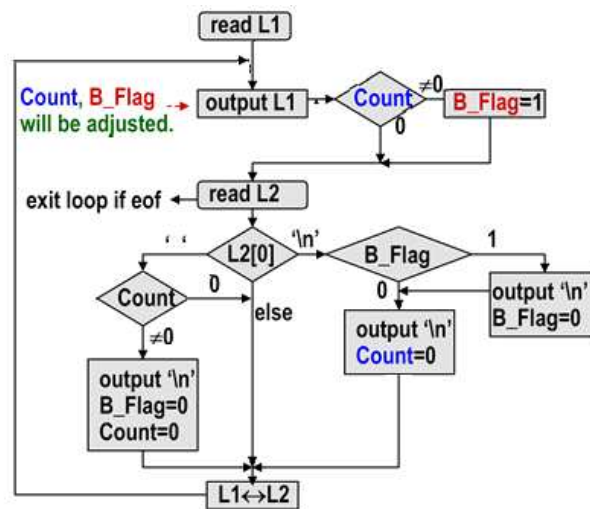 read L1
Count, B_Flag
will be adjusted.
output L1
Count
≠0
0
B_Flag=1
read L2
exit loop if eof
L2[0]
‘ ‘
‘\n’
else
B_Flag
1
0
Count
0
≠0
output ‘\n’
B_Flag=0
output ‘\n’
Count=0
output ‘\n’
B_Flag=0
Count=0
L1↔L2